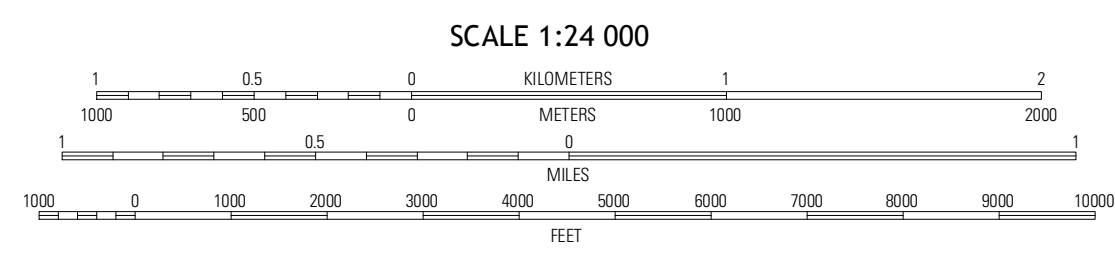 SCALE 1:24 000
1 0.5 0 KILOMETERS 1 2
1000 500 0 METERS 1000 2000
1 0.5 0 1
MILES
1000 0 1000 2000 3000 4000 5000 6000 7000 8000 9000 10000
FEET